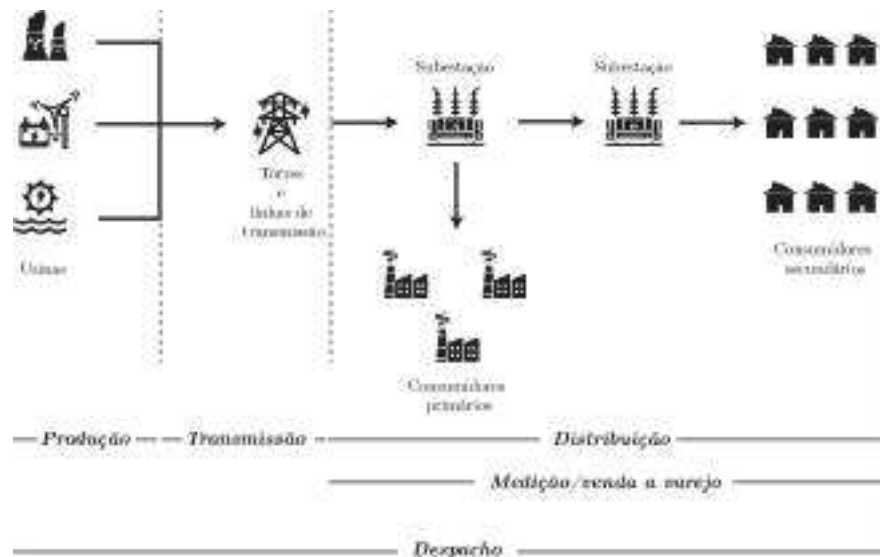 Subestação
Subestação
Torres
e
linhas de
transmissão
Usinas
Consumidores
secundários
Consumidores
primários
Produção
Transmissão
Distribuição
Medição/venda a varejo
Despacho